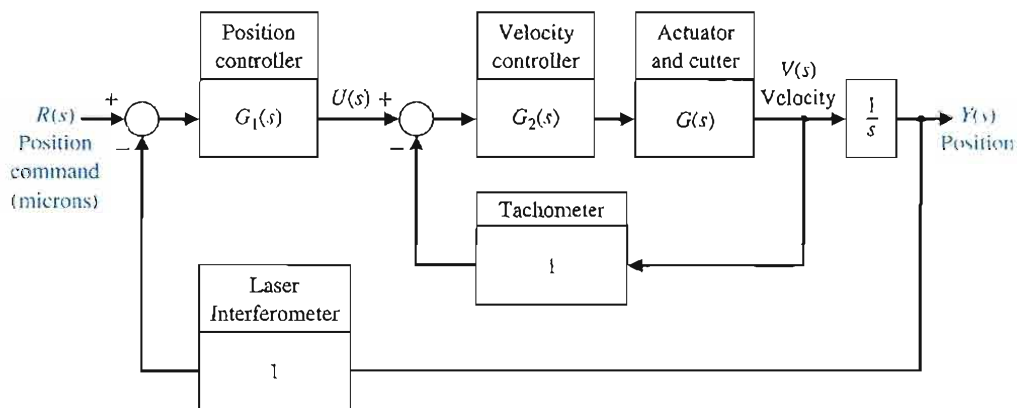 Position
controller
G₁(s)
Velocity
controller
G₂(s)
Actuator
and cutter
G(s)
+
R(s)
Position
command
(microns)
−
U(s) +
−
V(s)
Velocity
1
s
Y(s)
Position
Tachometer
1
Laser
Interferometer
1